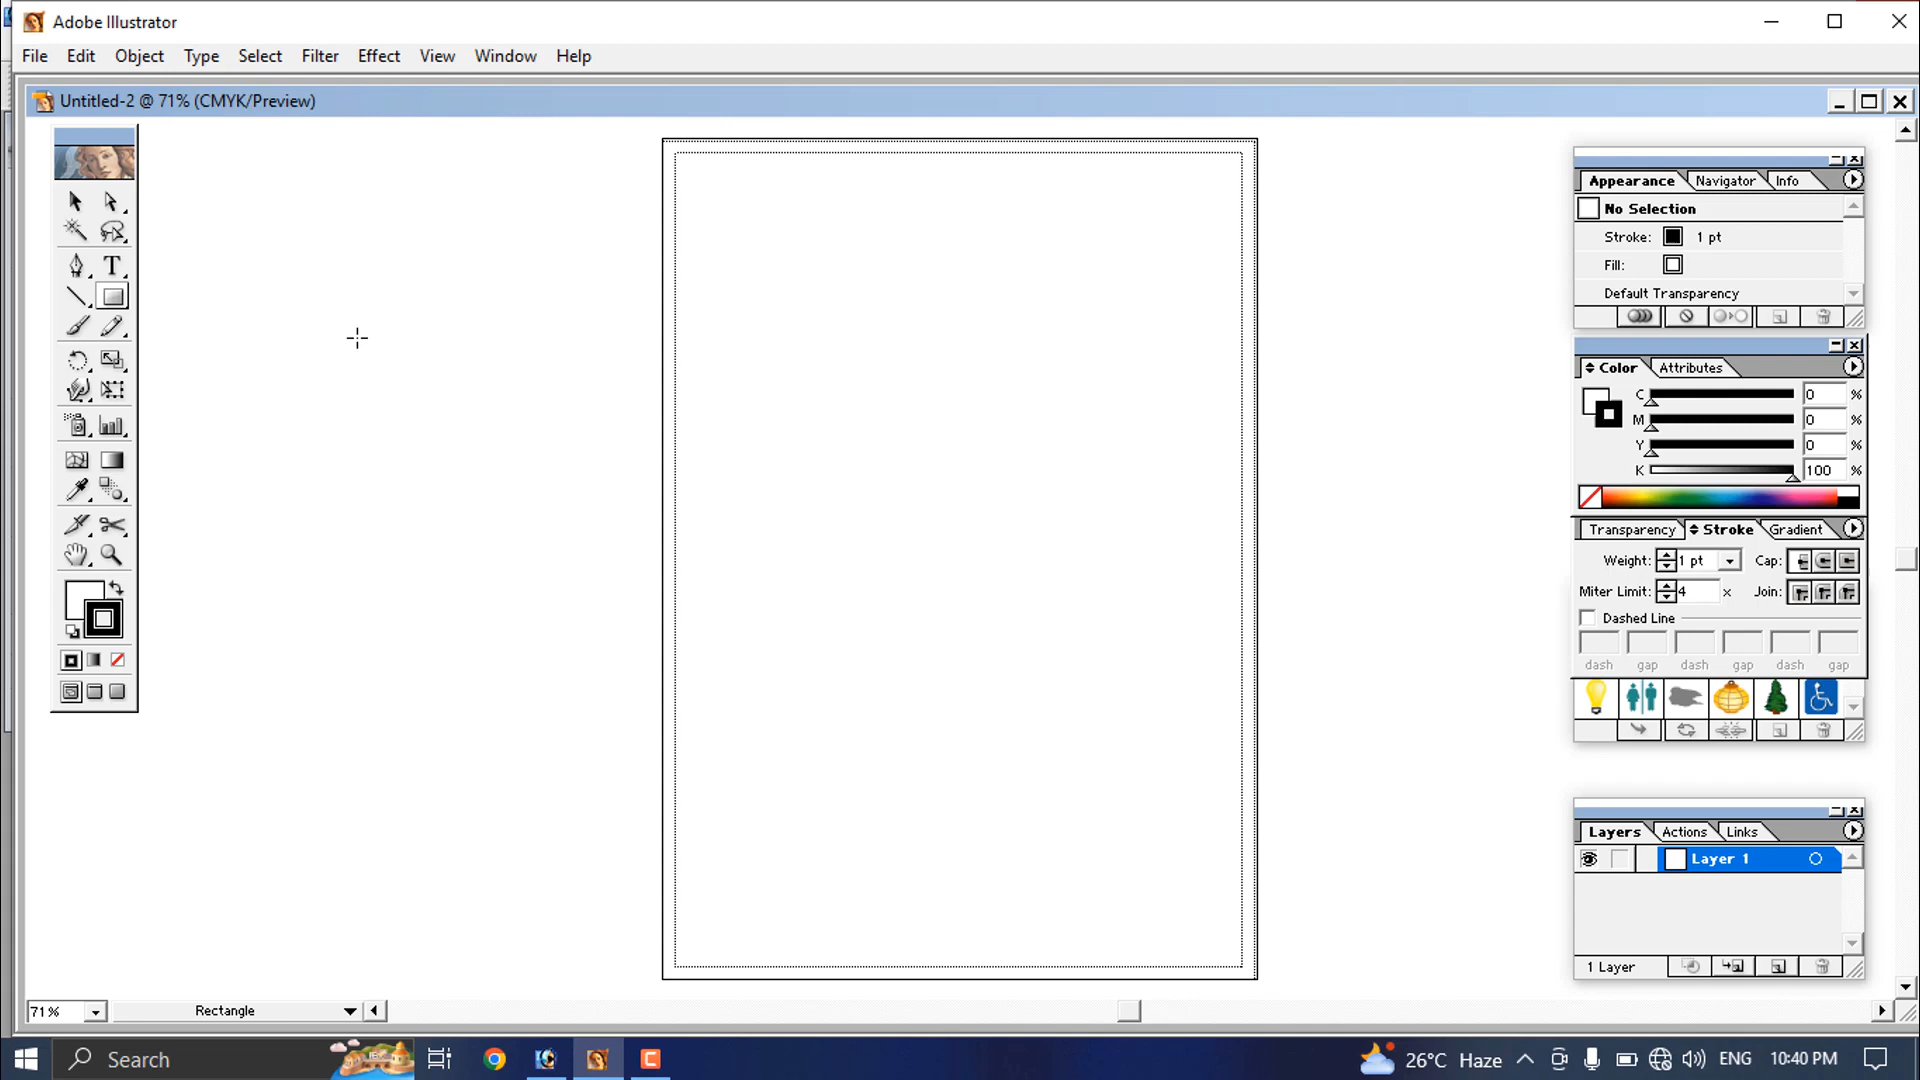 Adobe Illustrator
File Edit Object Type Select Filter Effect View Window Help
Untitled-2 @ 71% (CMYK/Preview)
Appearance Navigator Info
No Selection
Stroke: 1 pt
Fill:
Default Transparency
Color Attributes
C 0 %
M 0 %
Y 0 %
K 100 %
Transparency Stroke Gradient
Weight: 1 pt Cap:
Miter Limit: 4 x Join:
Dashed Line
dash gap dash gap dash gap
Layers Actions Links
Layer 1
1 Layer
71% Rectangle
Search 26°C Haze ENG 10:40 PM